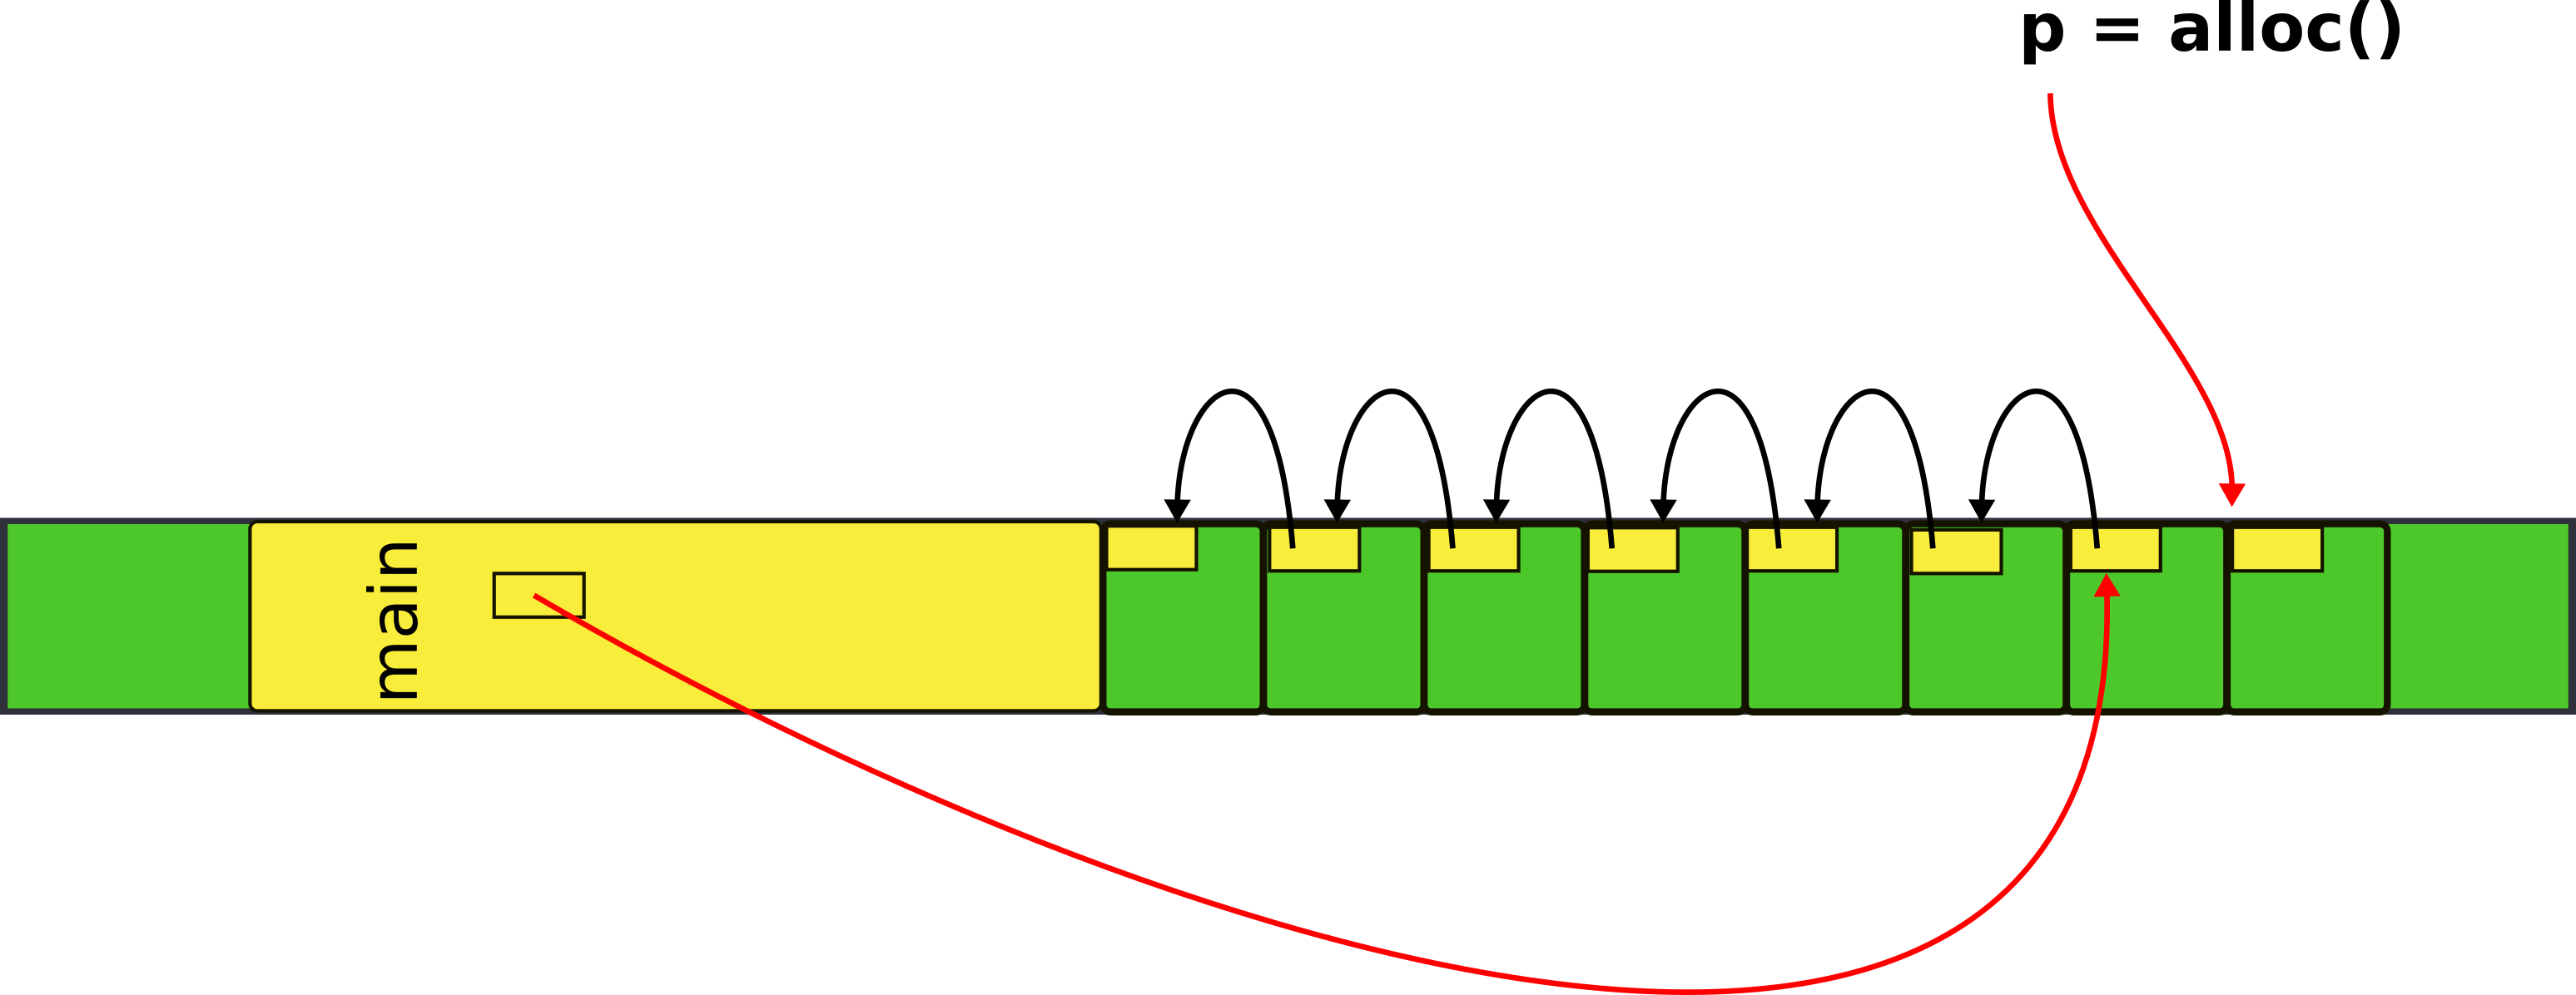 p = alloc()
main